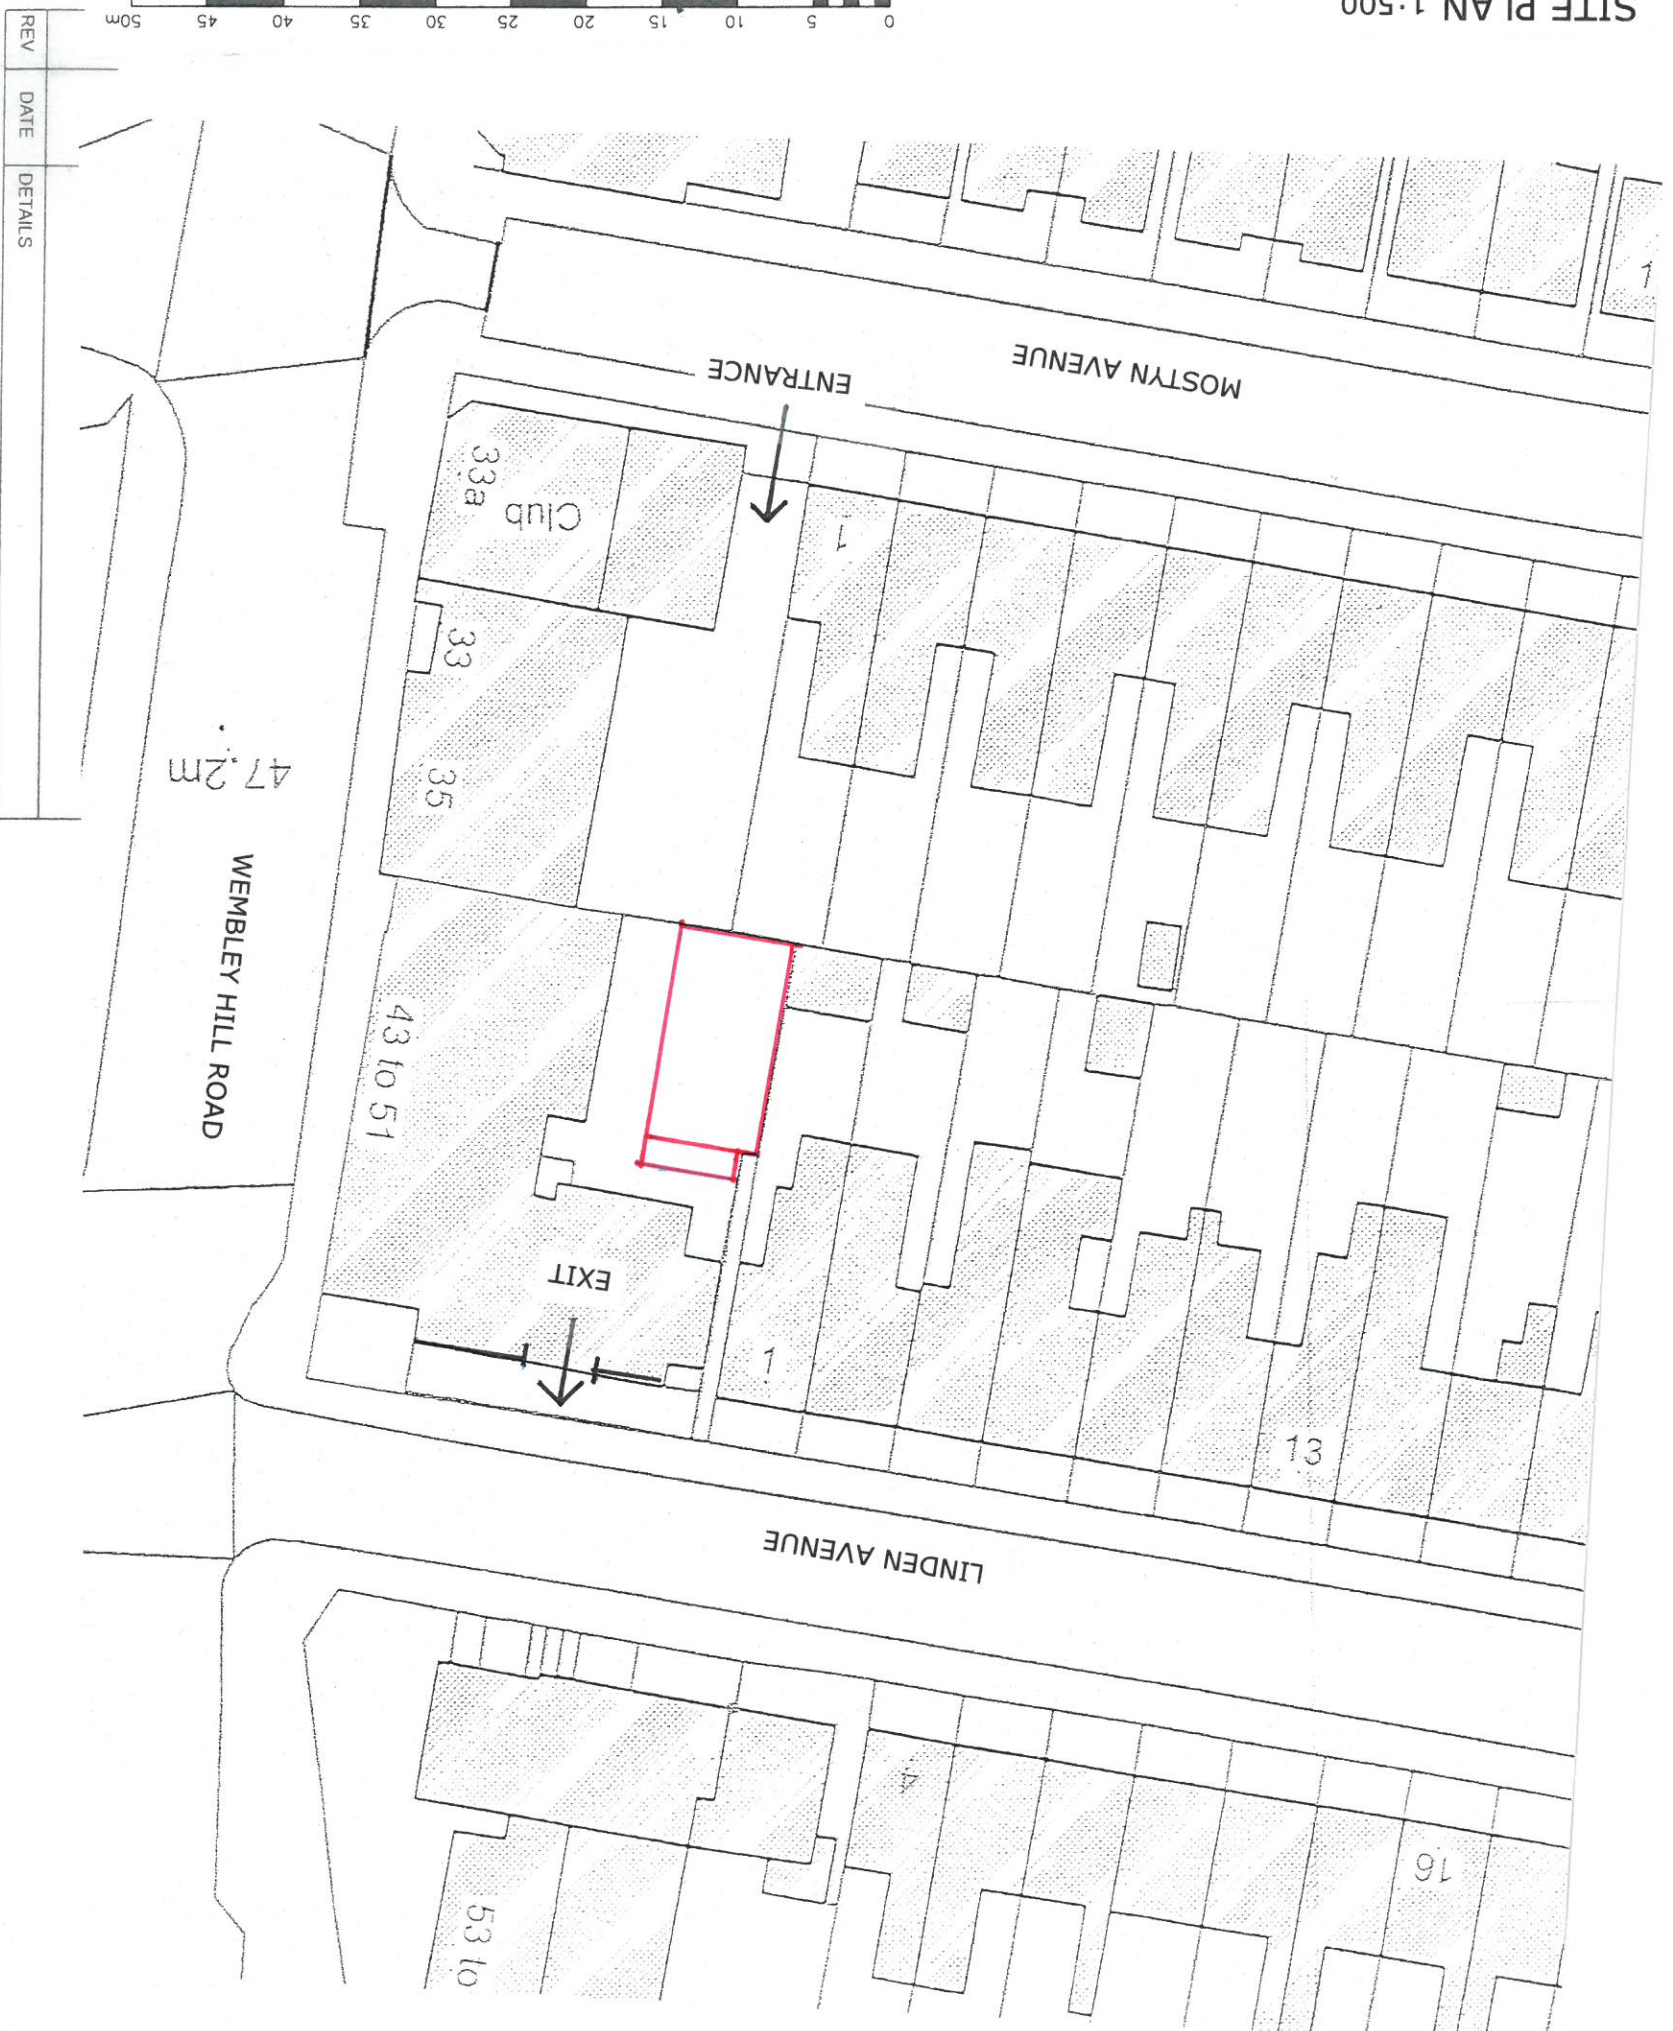 SITE PLAN 1:500
0 5 10 15 20 25 30 35 40 45 50m
REV DATE DETAILS
MOSTYN AVENUE
ENTRANCE
1
33a
Club
1
33
35
47.2m
WEMBLEY HILL ROAD
43 to 51
EXIT
1
13
LINDEN AVENUE
4
16
53 to